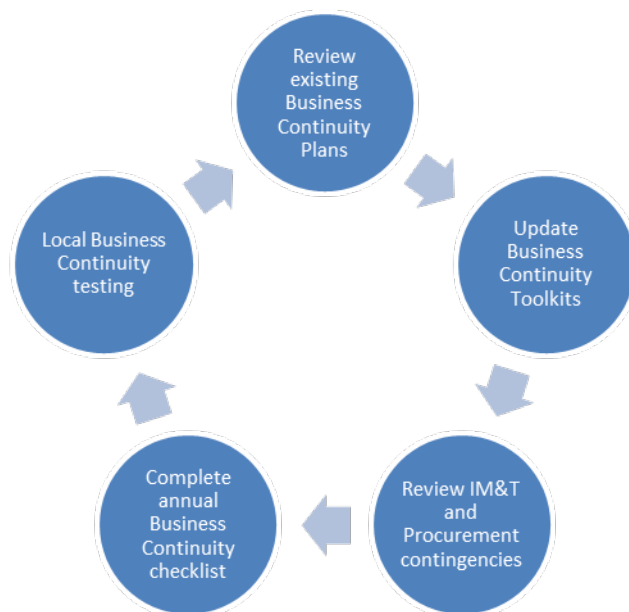 Review
existing
Business
Continuity
Plans
Update
Business
Continuity
Toolkits
Review IM&T
and
Procurement
contingencies
Complete
annual
Business
Continuity
checklist
Local Business
Continuity
testing